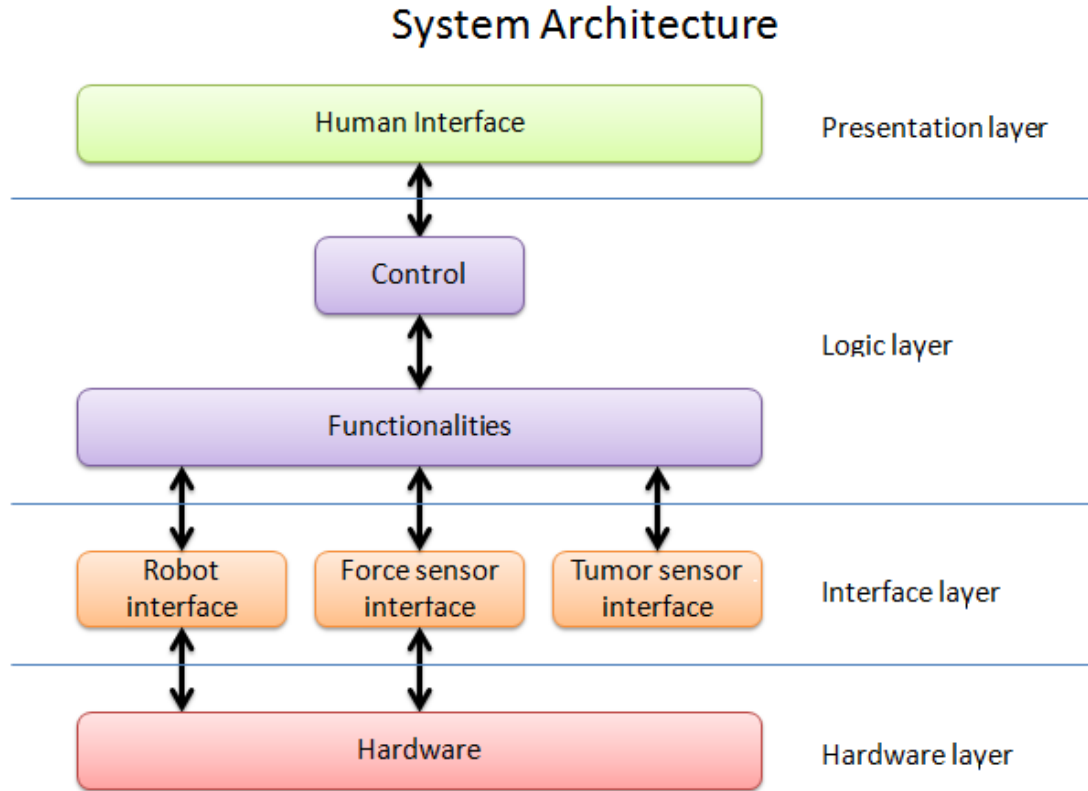 System Architecture
Human Interface
Presentation layer
Control
Logic layer
Functionalities
Robot
interface
Force sensor
interface
Tumor sensor
interface
Interface layer
Hardware
Hardware layer